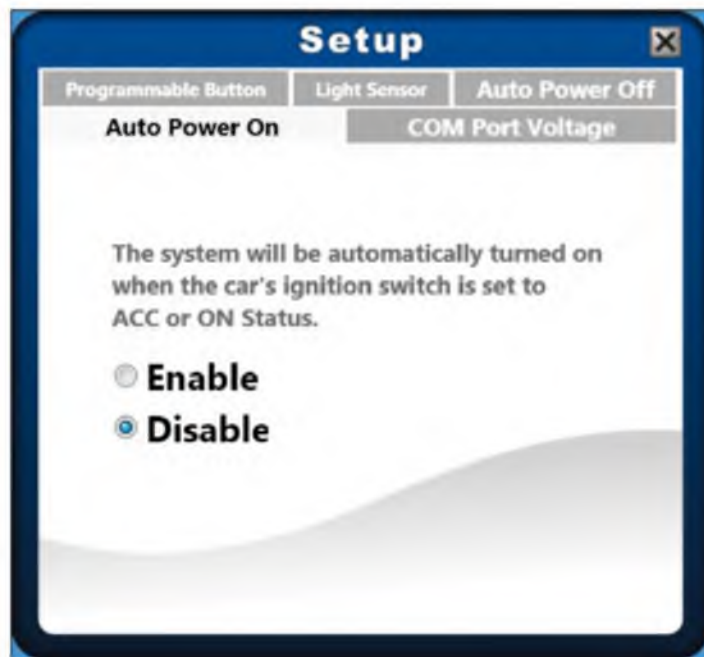 Setup
Programmable Button
Light Sensor
Auto Power Off
Auto Power On
COM Port Voltage
The system will be automatically turned on
when the car's ignition switch is set to
ACC or ON Status.
Enable
Disable